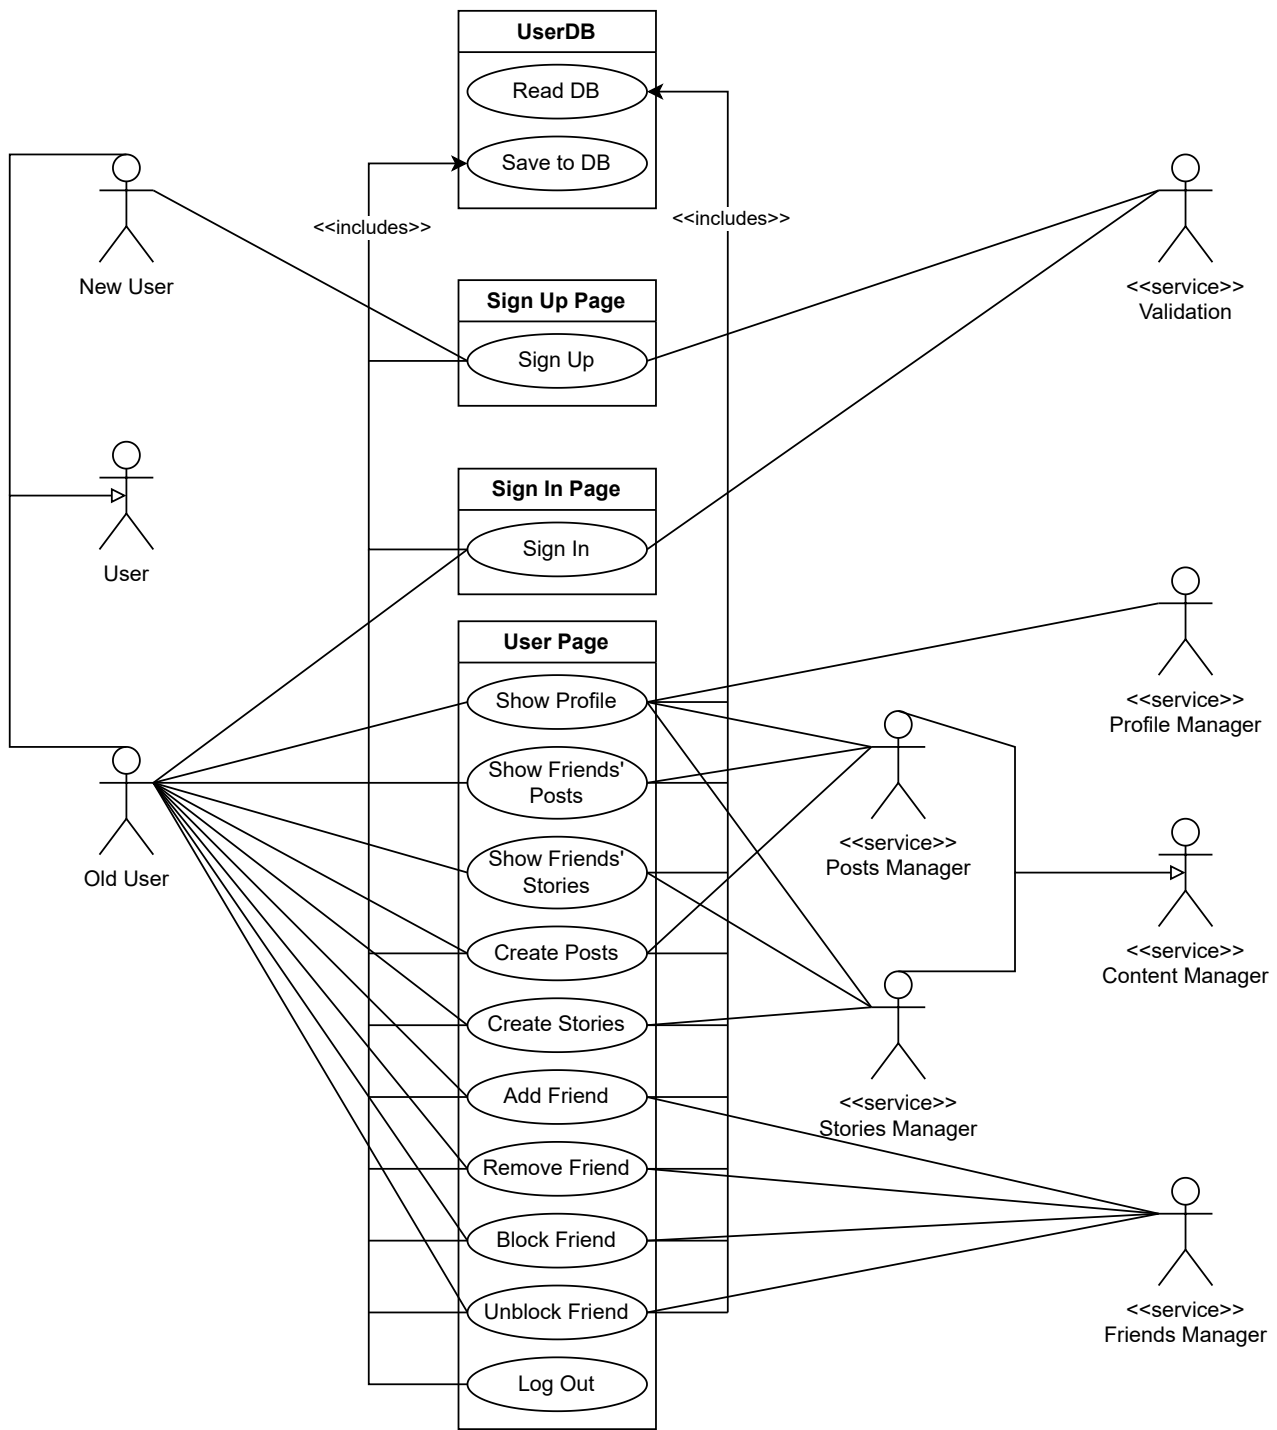 UserDB
Read DB
Save to DB
<<includes>>
<<includes>>
New User
<<service>>
Validation
Sign Up Page
Sign Up
User
Sign In Page
Sign In
User Page
Show Profile
Show Friends'
Posts
Show Friends'
Stories
Create Posts
Create Stories
Add Friend
Remove Friend
Block Friend
Unblock Friend
Log Out
Old User
<<service>>
Profile Manager
<<service>>
Posts Manager
<<service>>
Content Manager
<<service>>
Stories Manager
<<service>>
Friends Manager